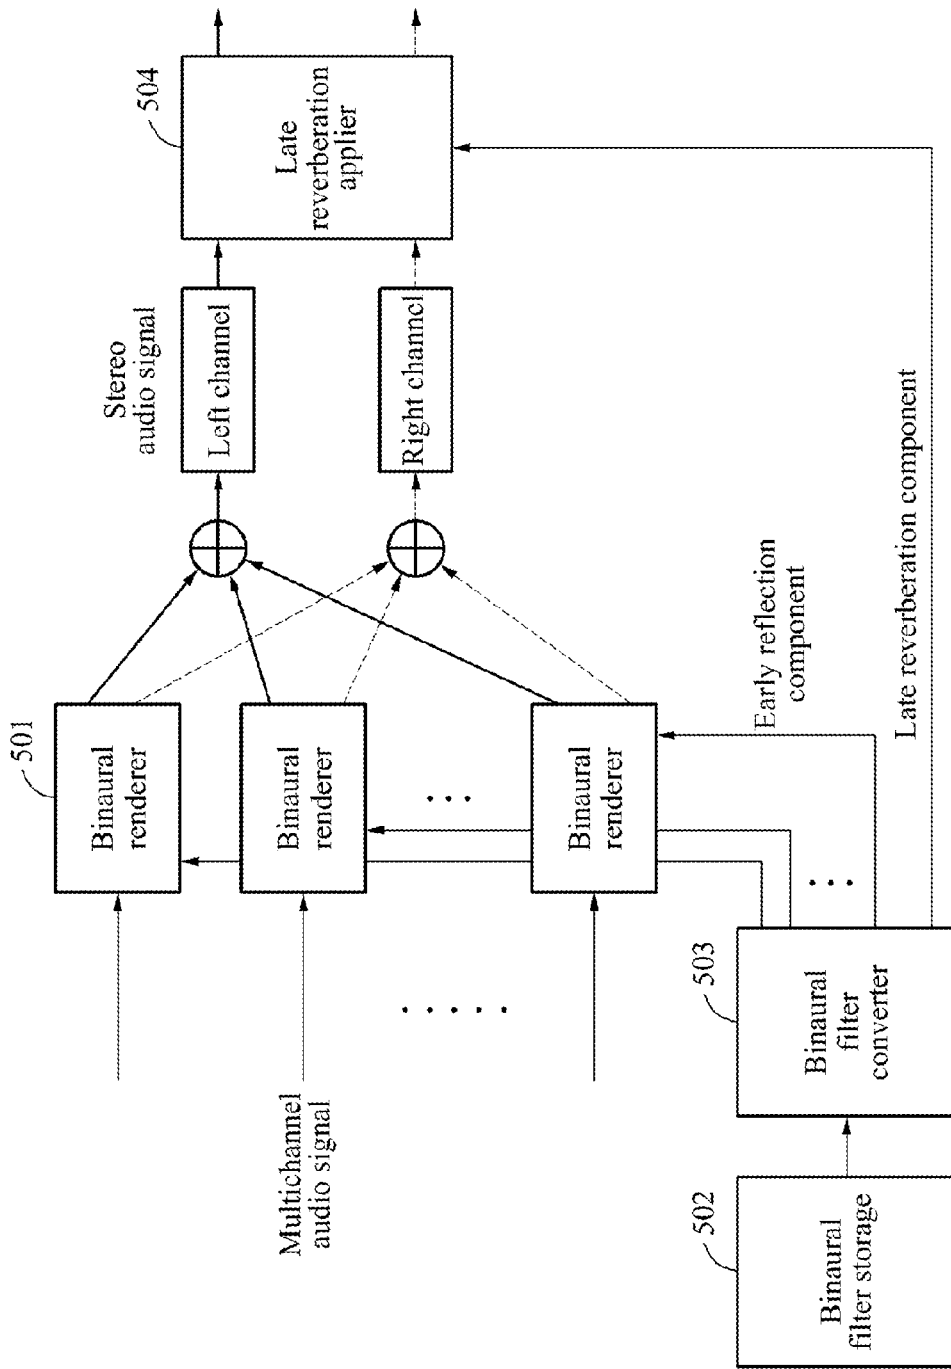 Multichannel
audio signal
501
Binaural
renderer
Binaural
renderer
. . .
Binaural
renderer
. . . . .
Stereo
audio signal
Left channel
Right channel
504
Late
reverberation
applier
502
Binaural
filter storage
503
Binaural
filter
converter
. . .
Early reflection
component
Late reverberation component